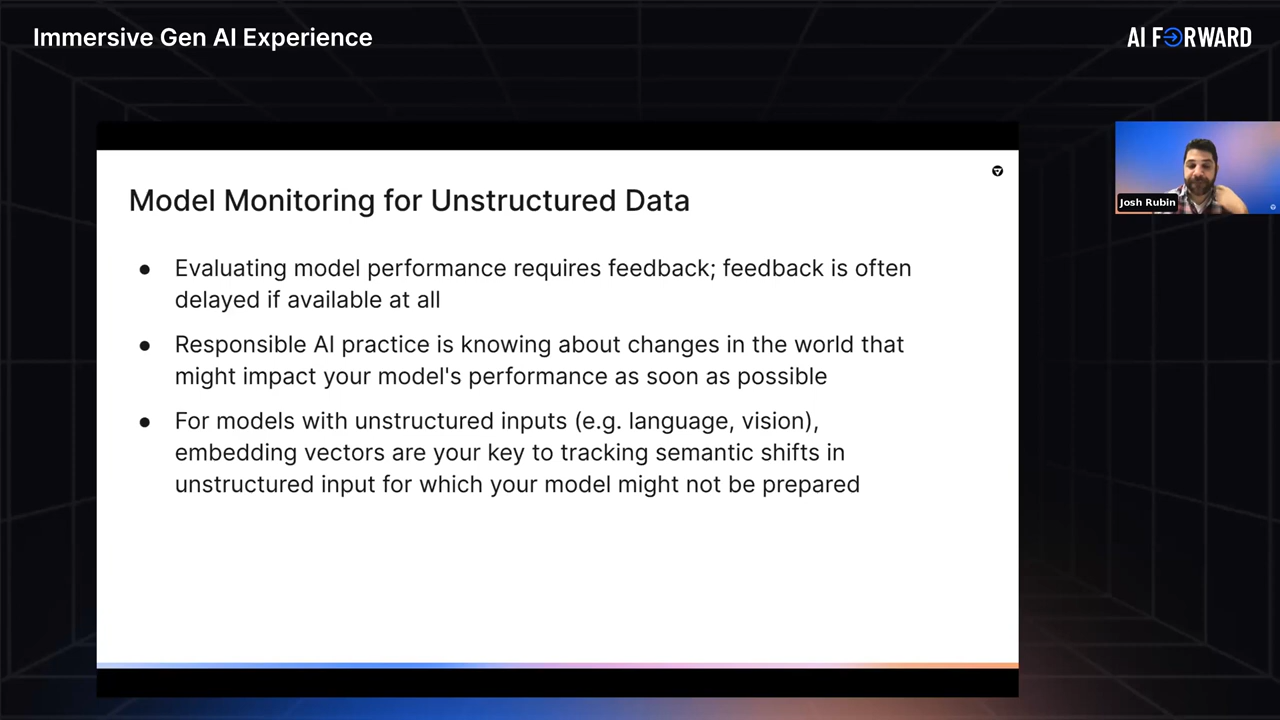 Immersive Gen AI Experience
AI FORWARD
Model Monitoring for Unstructured Data
● Evaluating model performance requires feedback; feedback is often
delayed if available at all
● Responsible AI practice is knowing about changes in the world that
might impact your model's performance as soon as possible
● For models with unstructured inputs (e.g. language, vision),
embedding vectors are your key to tracking semantic shifts in
unstructured input for which your model might not be prepared
Josh Rubin